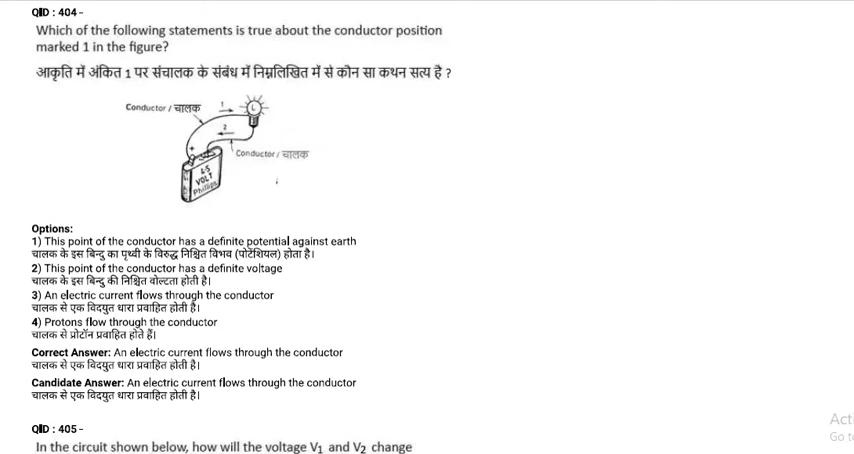 QID : 404 -
Which of the following statements is true about the conductor position
marked 1 in the figure?
आकृति में अंकित 1 पर संचालक के संबंध में निम्नलिखित में से कौन सा कथन सत्य है ?
Conductor / चालक
1
L
2
Conductor / चालक
+
4.5
VOLT
Phillips
Options:
1) This point of the conductor has a definite potential against earth
चालक के इस बिन्दु का पृथ्वी के विरुद्ध निश्चित विभव (पोटेंशियल) होता है।
2) This point of the conductor has a definite voltage
चालक के इस बिन्दु की निश्चित वोल्टता होती है।
3) An electric current flows through the conductor
चालक से एक विदयुत धारा प्रवाहित होती है।
4) Protons flow through the conductor
चालक से प्रोटॉन प्रवाहित होते हैं।
Correct Answer: An electric current flows through the conductor
चालक से एक विदयुत धारा प्रवाहित होती है।
Candidate Answer: An electric current flows through the conductor
चालक से एक विदयुत धारा प्रवाहित होती है।
QID : 405 -
In the circuit shown below, how will the voltage V₁ and V₂ change
Act
Go t